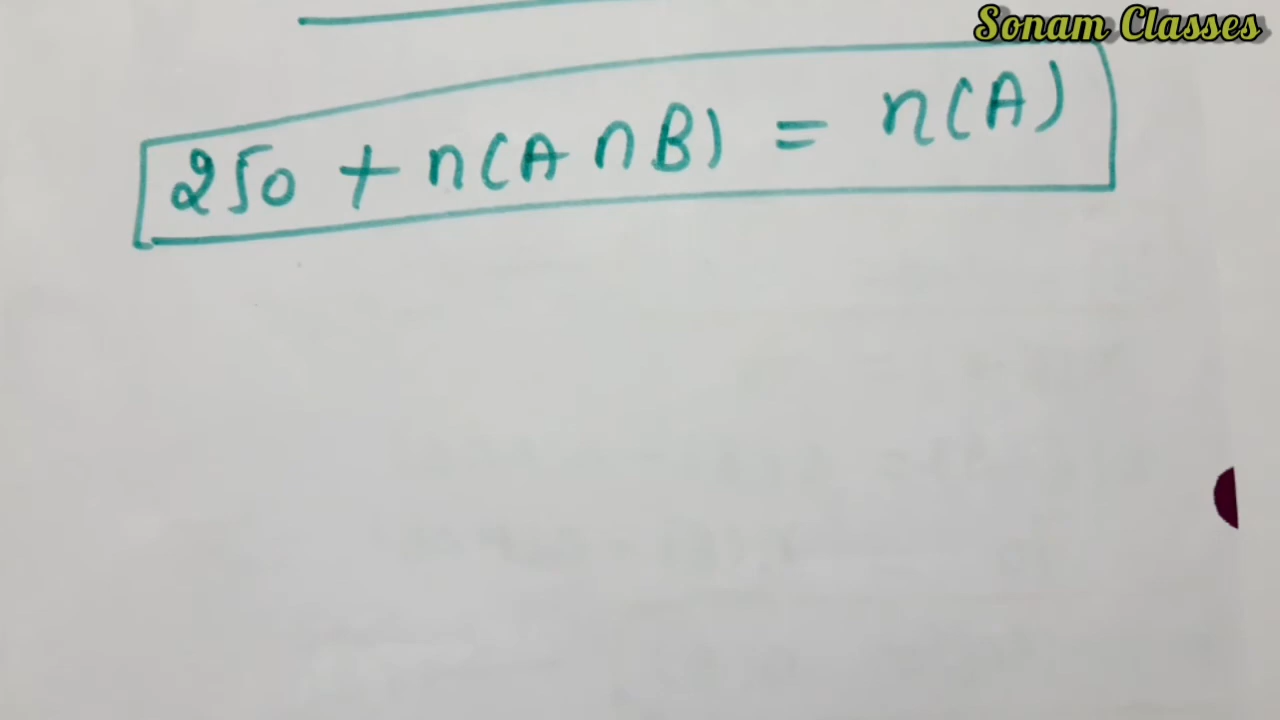 Sonam Classes
250 + n(A ∩ B) = n(A)